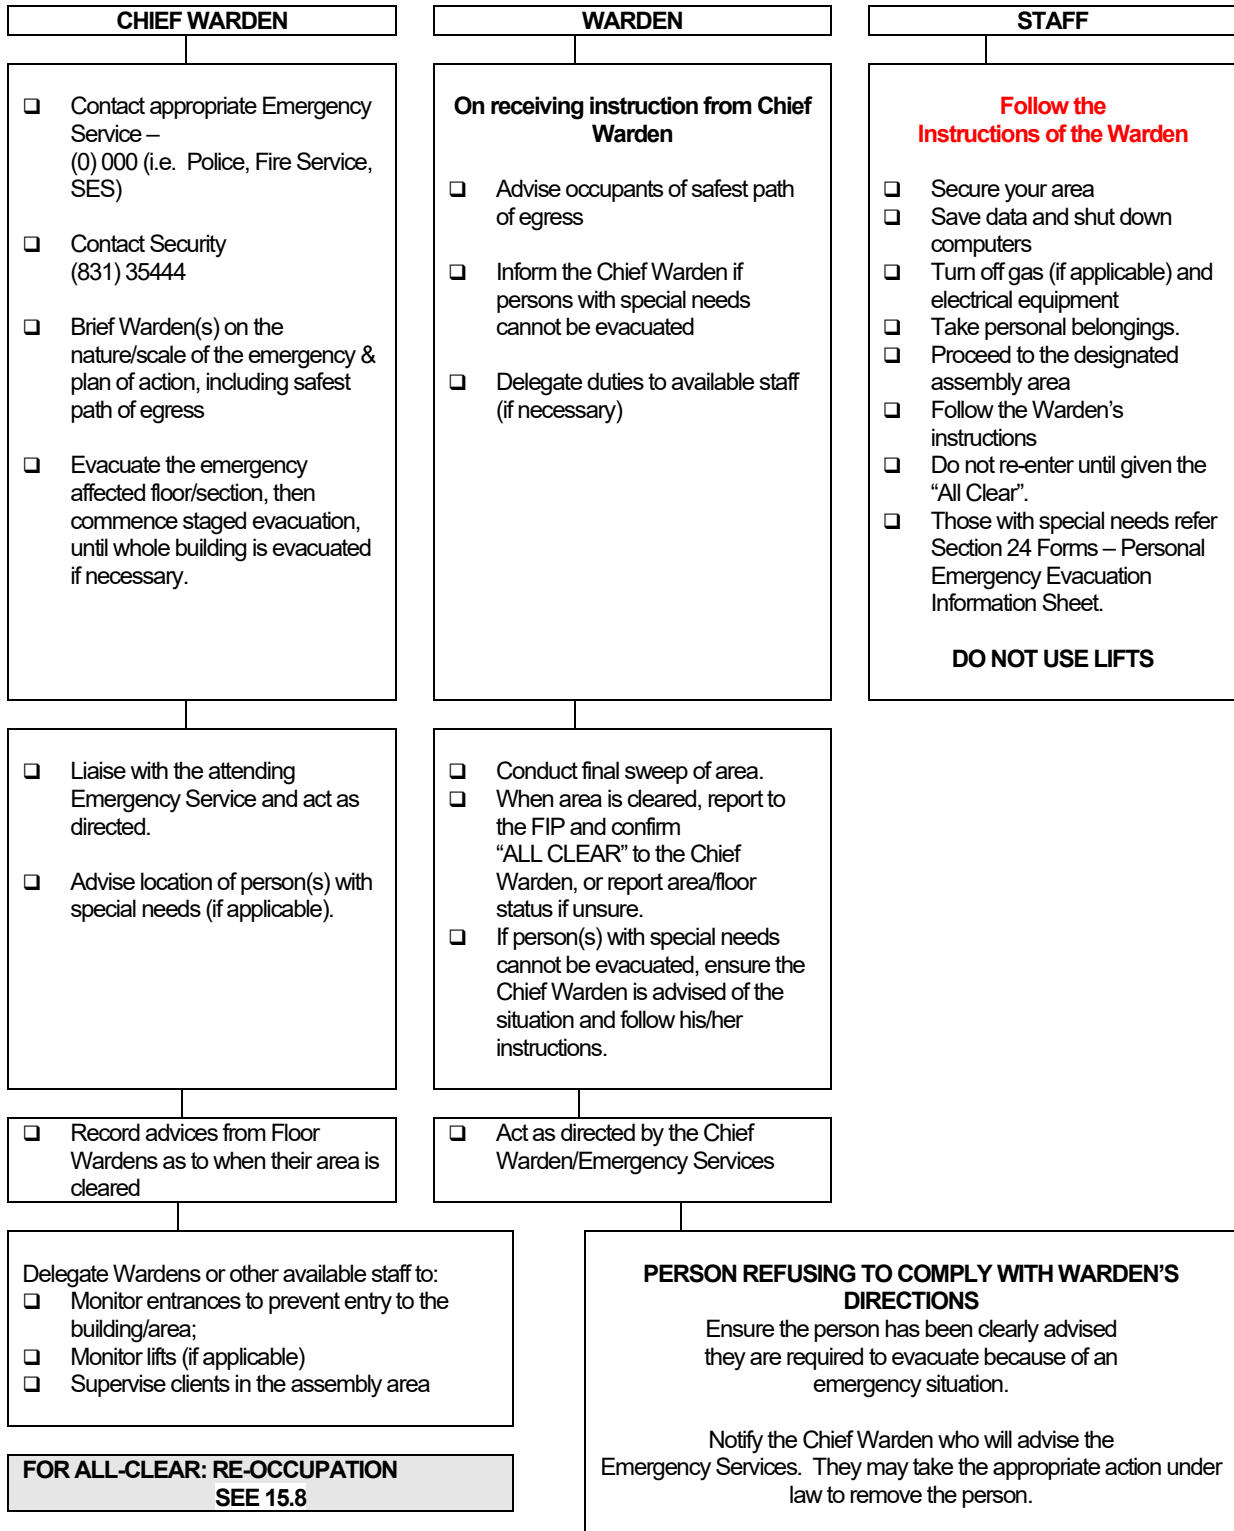 CHIEF WARDEN
WARDEN
STAFF
❑ Contact appropriate Emergency
Service –
(0) 000 (i.e. Police, Fire Service,
SES)
❑ Contact Security
(831) 35444
❑ Brief Warden(s) on the
nature/scale of the emergency &
plan of action, including safest
path of egress
❑ Evacuate the emergency
affected floor/section, then
commence staged evacuation,
until whole building is evacuated
if necessary.
On receiving instruction from Chief
Warden
❑ Advise occupants of safest path
of egress
❑ Inform the Chief Warden if
persons with special needs
cannot be evacuated
❑ Delegate duties to available staff
(if necessary)
Follow the
Instructions of the Warden
❑ Secure your area
❑ Save data and shut down
computers
❑ Turn off gas (if applicable) and
electrical equipment
❑ Take personal belongings.
❑ Proceed to the designated
assembly area
❑ Follow the Warden's
instructions
❑ Do not re-enter until given the
“All Clear”.
❑ Those with special needs refer
Section 24 Forms – Personal
Emergency Evacuation
Information Sheet.
DO NOT USE LIFTS
❑ Liaise with the attending
Emergency Service and act as
directed.
❑ Advise location of person(s) with
special needs (if applicable).
❑ Conduct final sweep of area.
❑ When area is cleared, report to
the FIP and confirm
“ALL CLEAR” to the Chief
Warden, or report area/floor
status if unsure.
❑ If person(s) with special needs
cannot be evacuated, ensure the
Chief Warden is advised of the
situation and follow his/her
instructions.
❑ Record advices from Floor
Wardens as to when their area is
cleared
❑ Act as directed by the Chief
Warden/Emergency Services
Delegate Wardens or other available staff to:
❑ Monitor entrances to prevent entry to the
building/area;
❑ Monitor lifts (if applicable)
❑ Supervise clients in the assembly area
FOR ALL-CLEAR: RE-OCCUPATION
SEE 15.8
PERSON REFUSING TO COMPLY WITH WARDEN'S
DIRECTIONS
Ensure the person has been clearly advised
they are required to evacuate because of an
emergency situation.
Notify the Chief Warden who will advise the
Emergency Services. They may take the appropriate action under
law to remove the person.